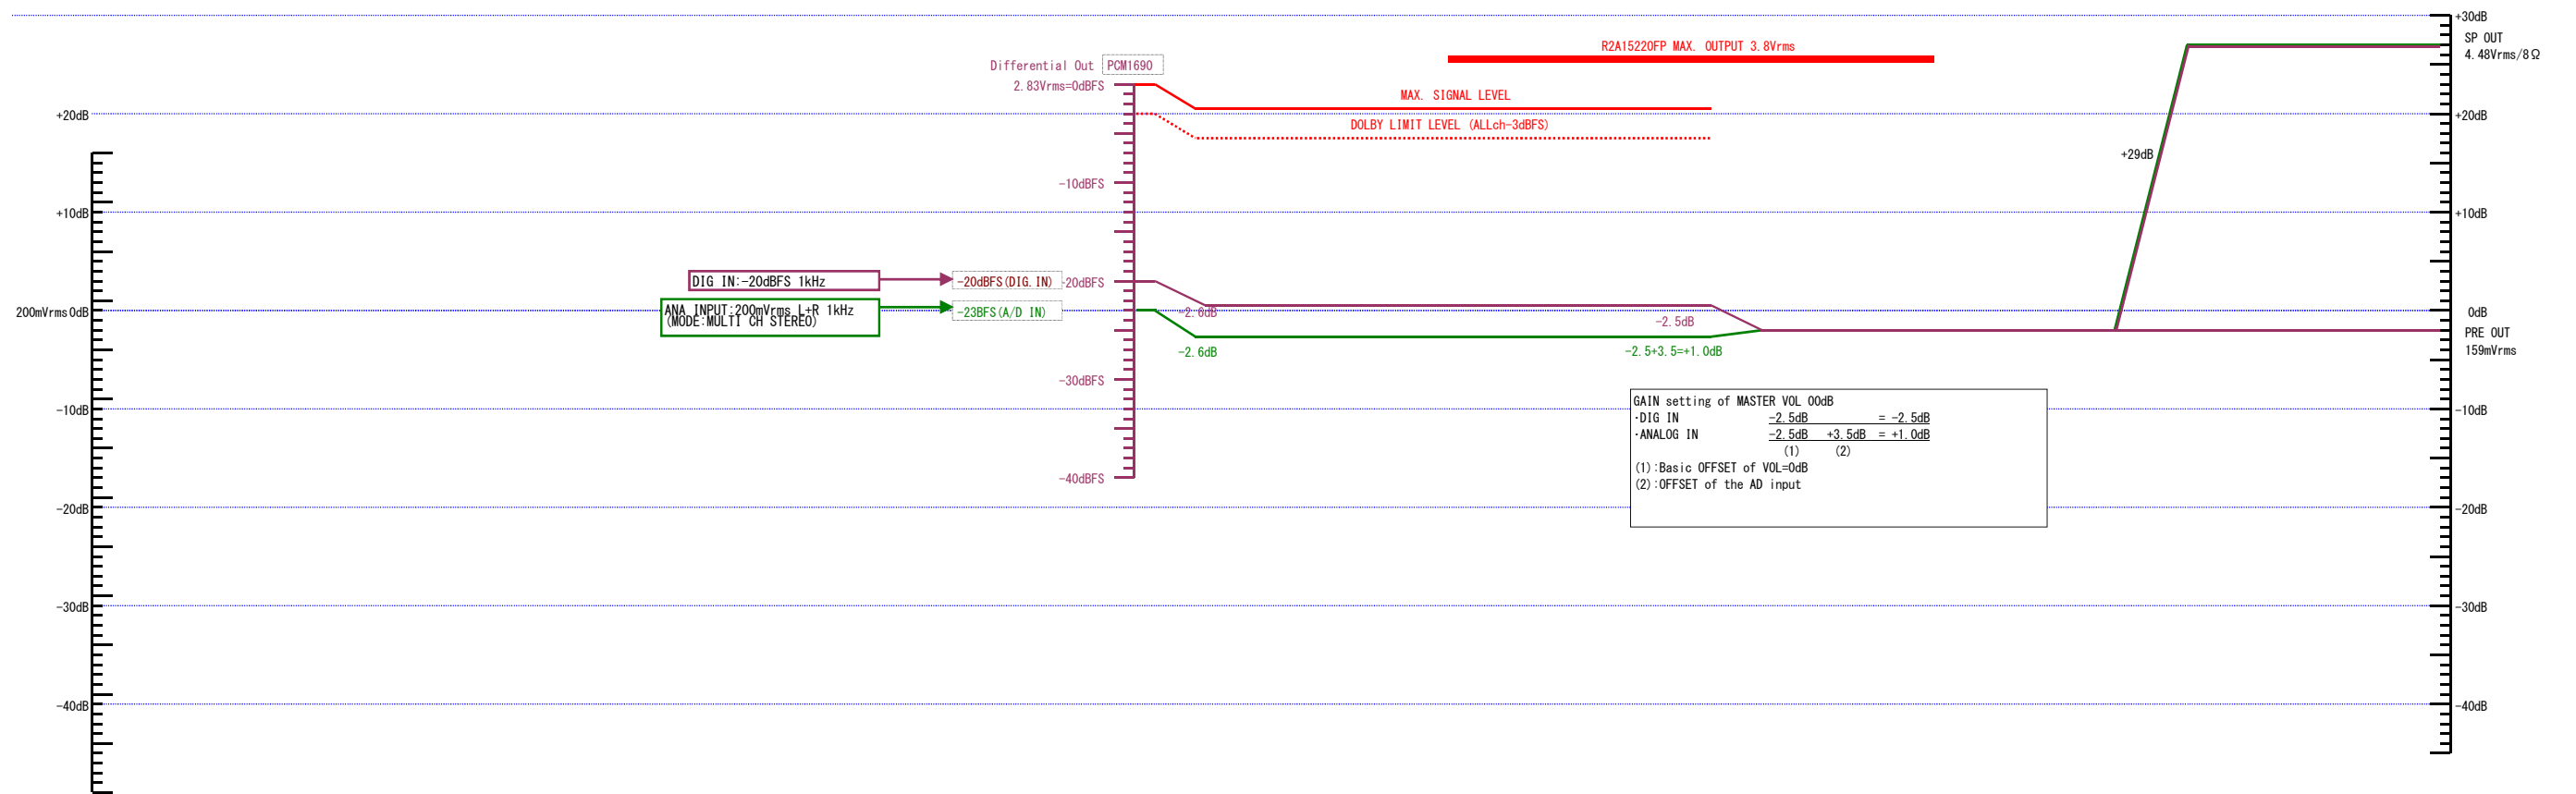 +30dB
R2A15220FP MAX. OUTPUT 3.8Vrms
SP OUT
4.48Vrms/8Ω
Differential Out PCM1690
2.83Vrms=0dBFS
MAX. SIGNAL LEVEL
+20dB
DOLBY LIMIT LEVEL (ALLch-3dBFS)
+20dB
+29dB
-10dBFS
+10dB
+10dB
DIG IN:-20dBFS 1kHz
-20dBFS(DIG.IN)
-20dBFS
200mVrms 0dB
ANA INPUT:200mVrms L+R 1kHz
(MODE:MULTI CH STEREO)
-23BFS(A/D IN)
-2.6dB
-2.5dB
0dB
PRE OUT
159mVrms
-2.6dB
-2.5+3.5=+1.0dB
-30dBFS
-10dB
-10dB
GAIN setting of MASTER VOL 00dB
·DIG IN -2.5dB = -2.5dB
·ANALOG IN -2.5dB +3.5dB = +1.0dB
(1) (2)
(1):Basic OFFSET of VOL=0dB
(2):OFFSET of the AD input
-40dBFS
-20dB
-20dB
-30dB
-30dB
-40dB
-40dB